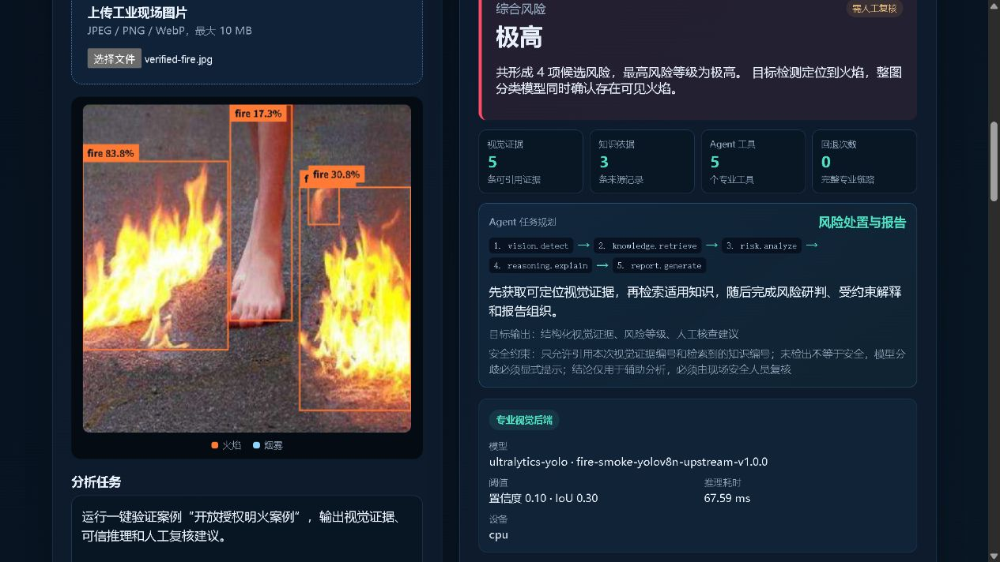 上传工业现场图片
JPEG / PNG / WebP，最大 10 MB
选择文件 verified-fire.jpg
fire 17.3%
fire 83.8%
f
fire 30.8%
火焰
烟雾
分析任务
运行一键验证案例“开放授权明火案例”，输出视觉证据、
可信推理和人工复核建议。
综合风险
需人工复核
极高
共形成 4 项候选风险，最高风险等级为极高。 目标检测定位到火焰，整图
分类模型同时确认存在可见火焰。
视觉证据
5
条可引用证据
知识依据
3
条来源记录
Agent 工具
5
个专业工具
回退次数
0
完整专业链路
Agent 任务规划
风险处置与报告
1. vision.detect → 2. knowledge.retrieve → 3. risk.analyze →
4. reasoning.explain → 5. report.generate
先获取可定位视觉证据，再检索适用知识，随后完成风险研判、受约束解释
和报告组织。
目标输出：结构化视觉证据、风险等级、人工核查建议
安全约束：只允许引用本次视觉证据编号和检索到的知识编号；未检出不等于安全，模型分
歧必须显式提示；结论仅用于辅助分析，必须由现场安全人员复核
专业视觉后端
模型
ultralytics-yolo · fire-smoke-yolov8n-upstream-v1.0.0
阈值
置信度 0.10 · IoU 0.30
推理耗时
67.59 ms
设备
cpu